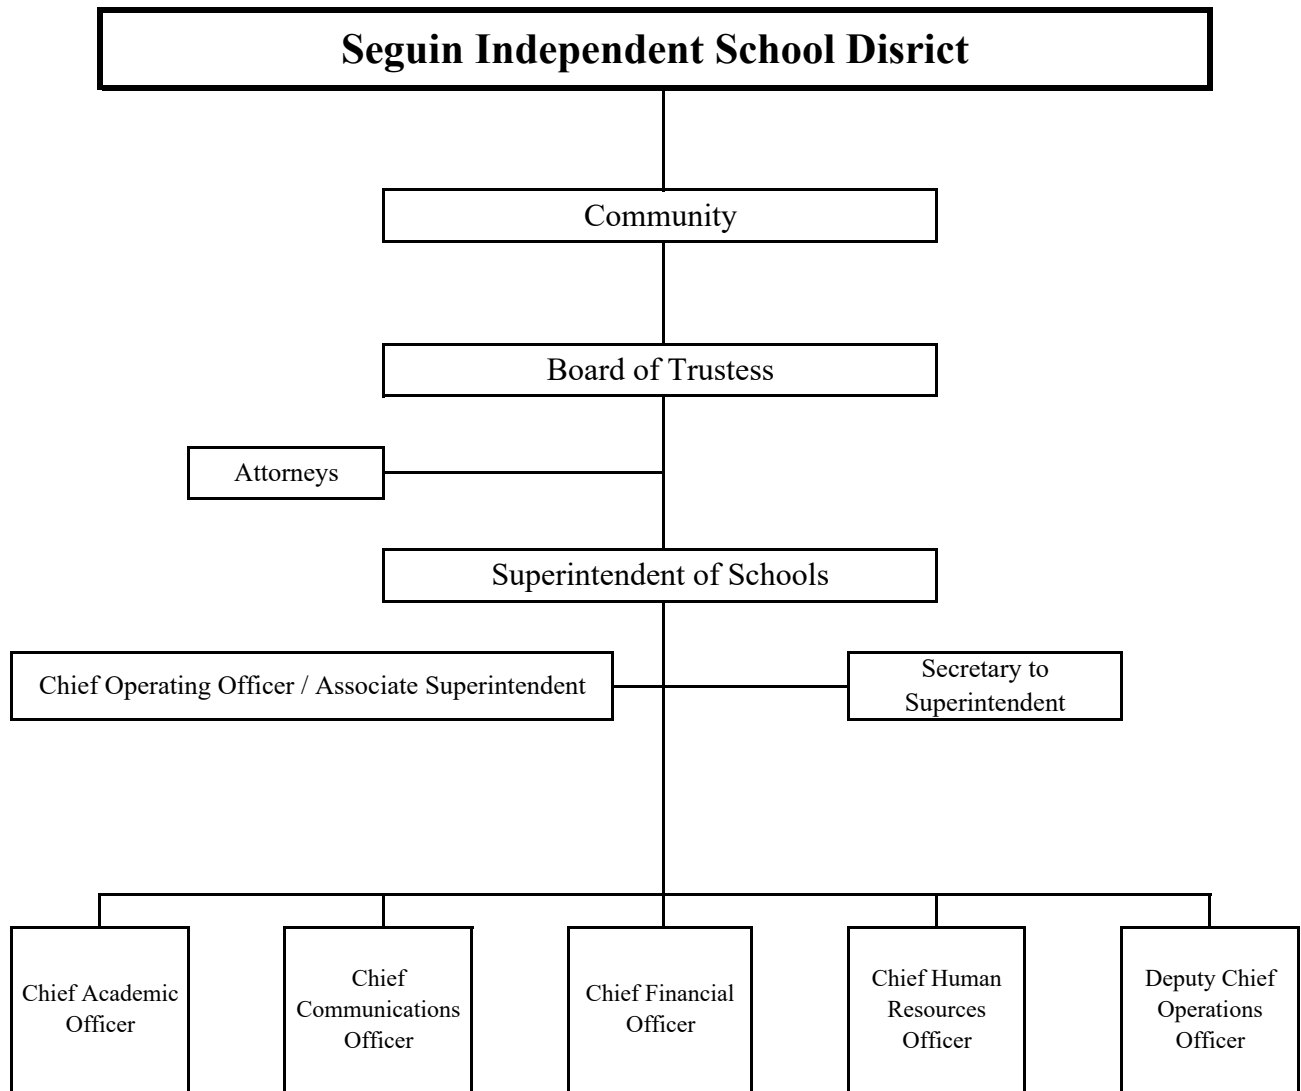 Seguin Independent School Disrict
Community
Board of Trustess
Attorneys
Superintendent of Schools
Chief Operating Officer / Associate Superintendent
Secretary to
Superintendent
Chief Academic
Officer
Chief
Communications
Officer
Chief Financial
Officer
Chief Human
Resources
Officer
Deputy Chief
Operations
Officer